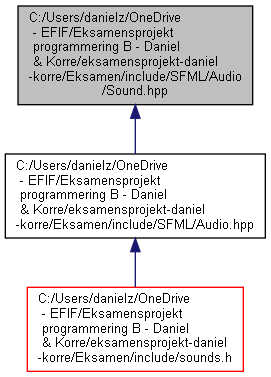 C:/Users/danielz/OneDrive
- EFIF/Eksamensprojekt
programmering B - Daniel
& Korre/eksamensprojekt-daniel
-korre/Eksamen/include/SFML/Audio
/Sound.hpp
C:/Users/danielz/OneDrive
- EFIF/Eksamensprojekt
programmering B - Daniel
& Korre/eksamensprojekt-daniel
-korre/Eksamen/include/SFML/Audio.hpp
C:/Users/danielz/OneDrive
- EFIF/Eksamensprojekt
programmering B - Daniel
& Korre/eksamensprojekt-daniel
-korre/Eksamen/include/sounds.h